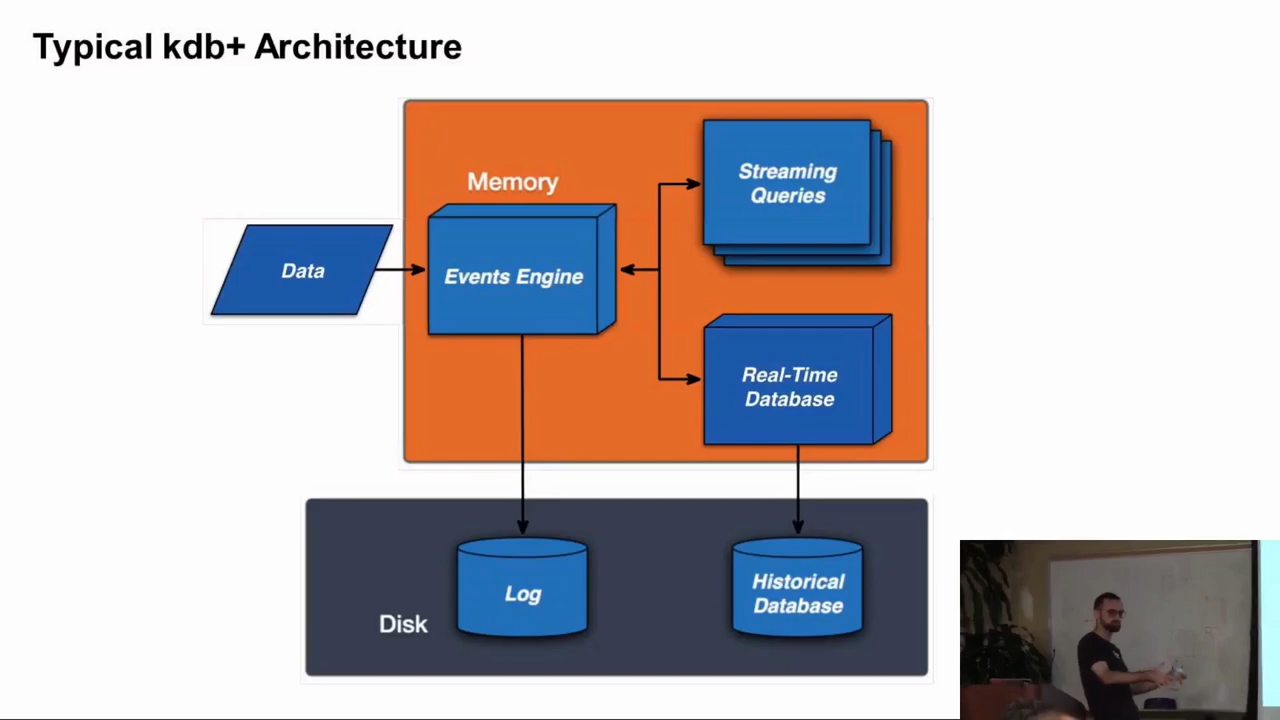 Typical kdb+ Architecture
Memory
Streaming
Queries
Data
Events Engine
Real-Time
Database
Log
Historical
Database
Disk